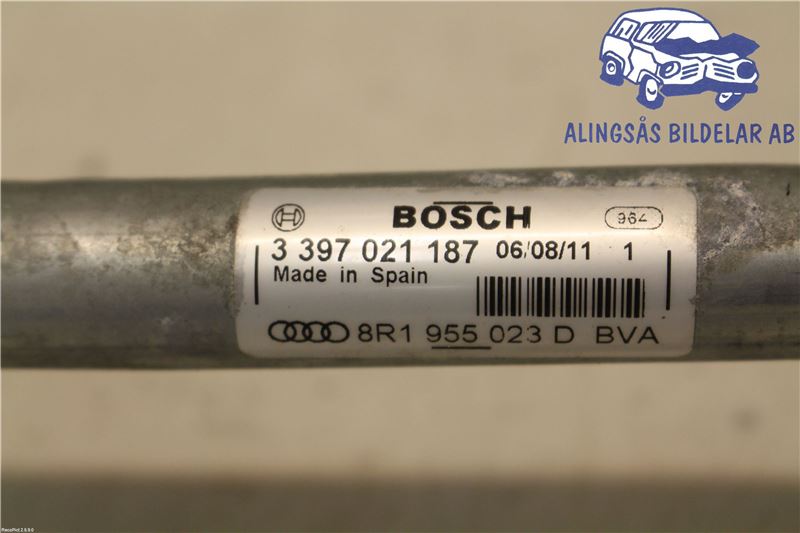 ALINGSÅS BILDELAR AB
BOSCH 964
3 397 021 187 06/08/11 1
Made in Spain
8R1 955 023 D BVA